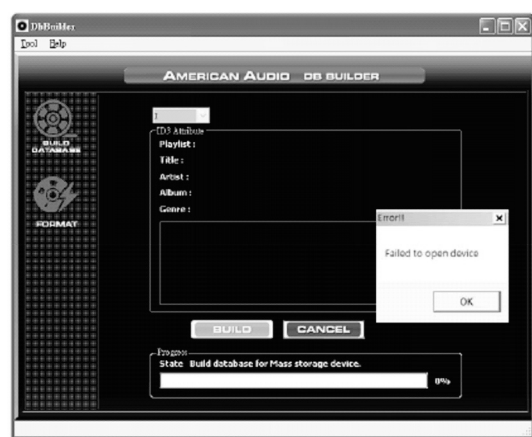 DbBuilder
Tool Help
AMERICAN AUDIO DB BUILDER
I
BUILD DATABASE
FORMAT
ID3 Attribute
Playlist :
Title :
Artist :
Album :
Genre :
Error!!
Failed to open device
OK
BUILD CANCEL
Progress
State Build database for Mass storage device.
0%